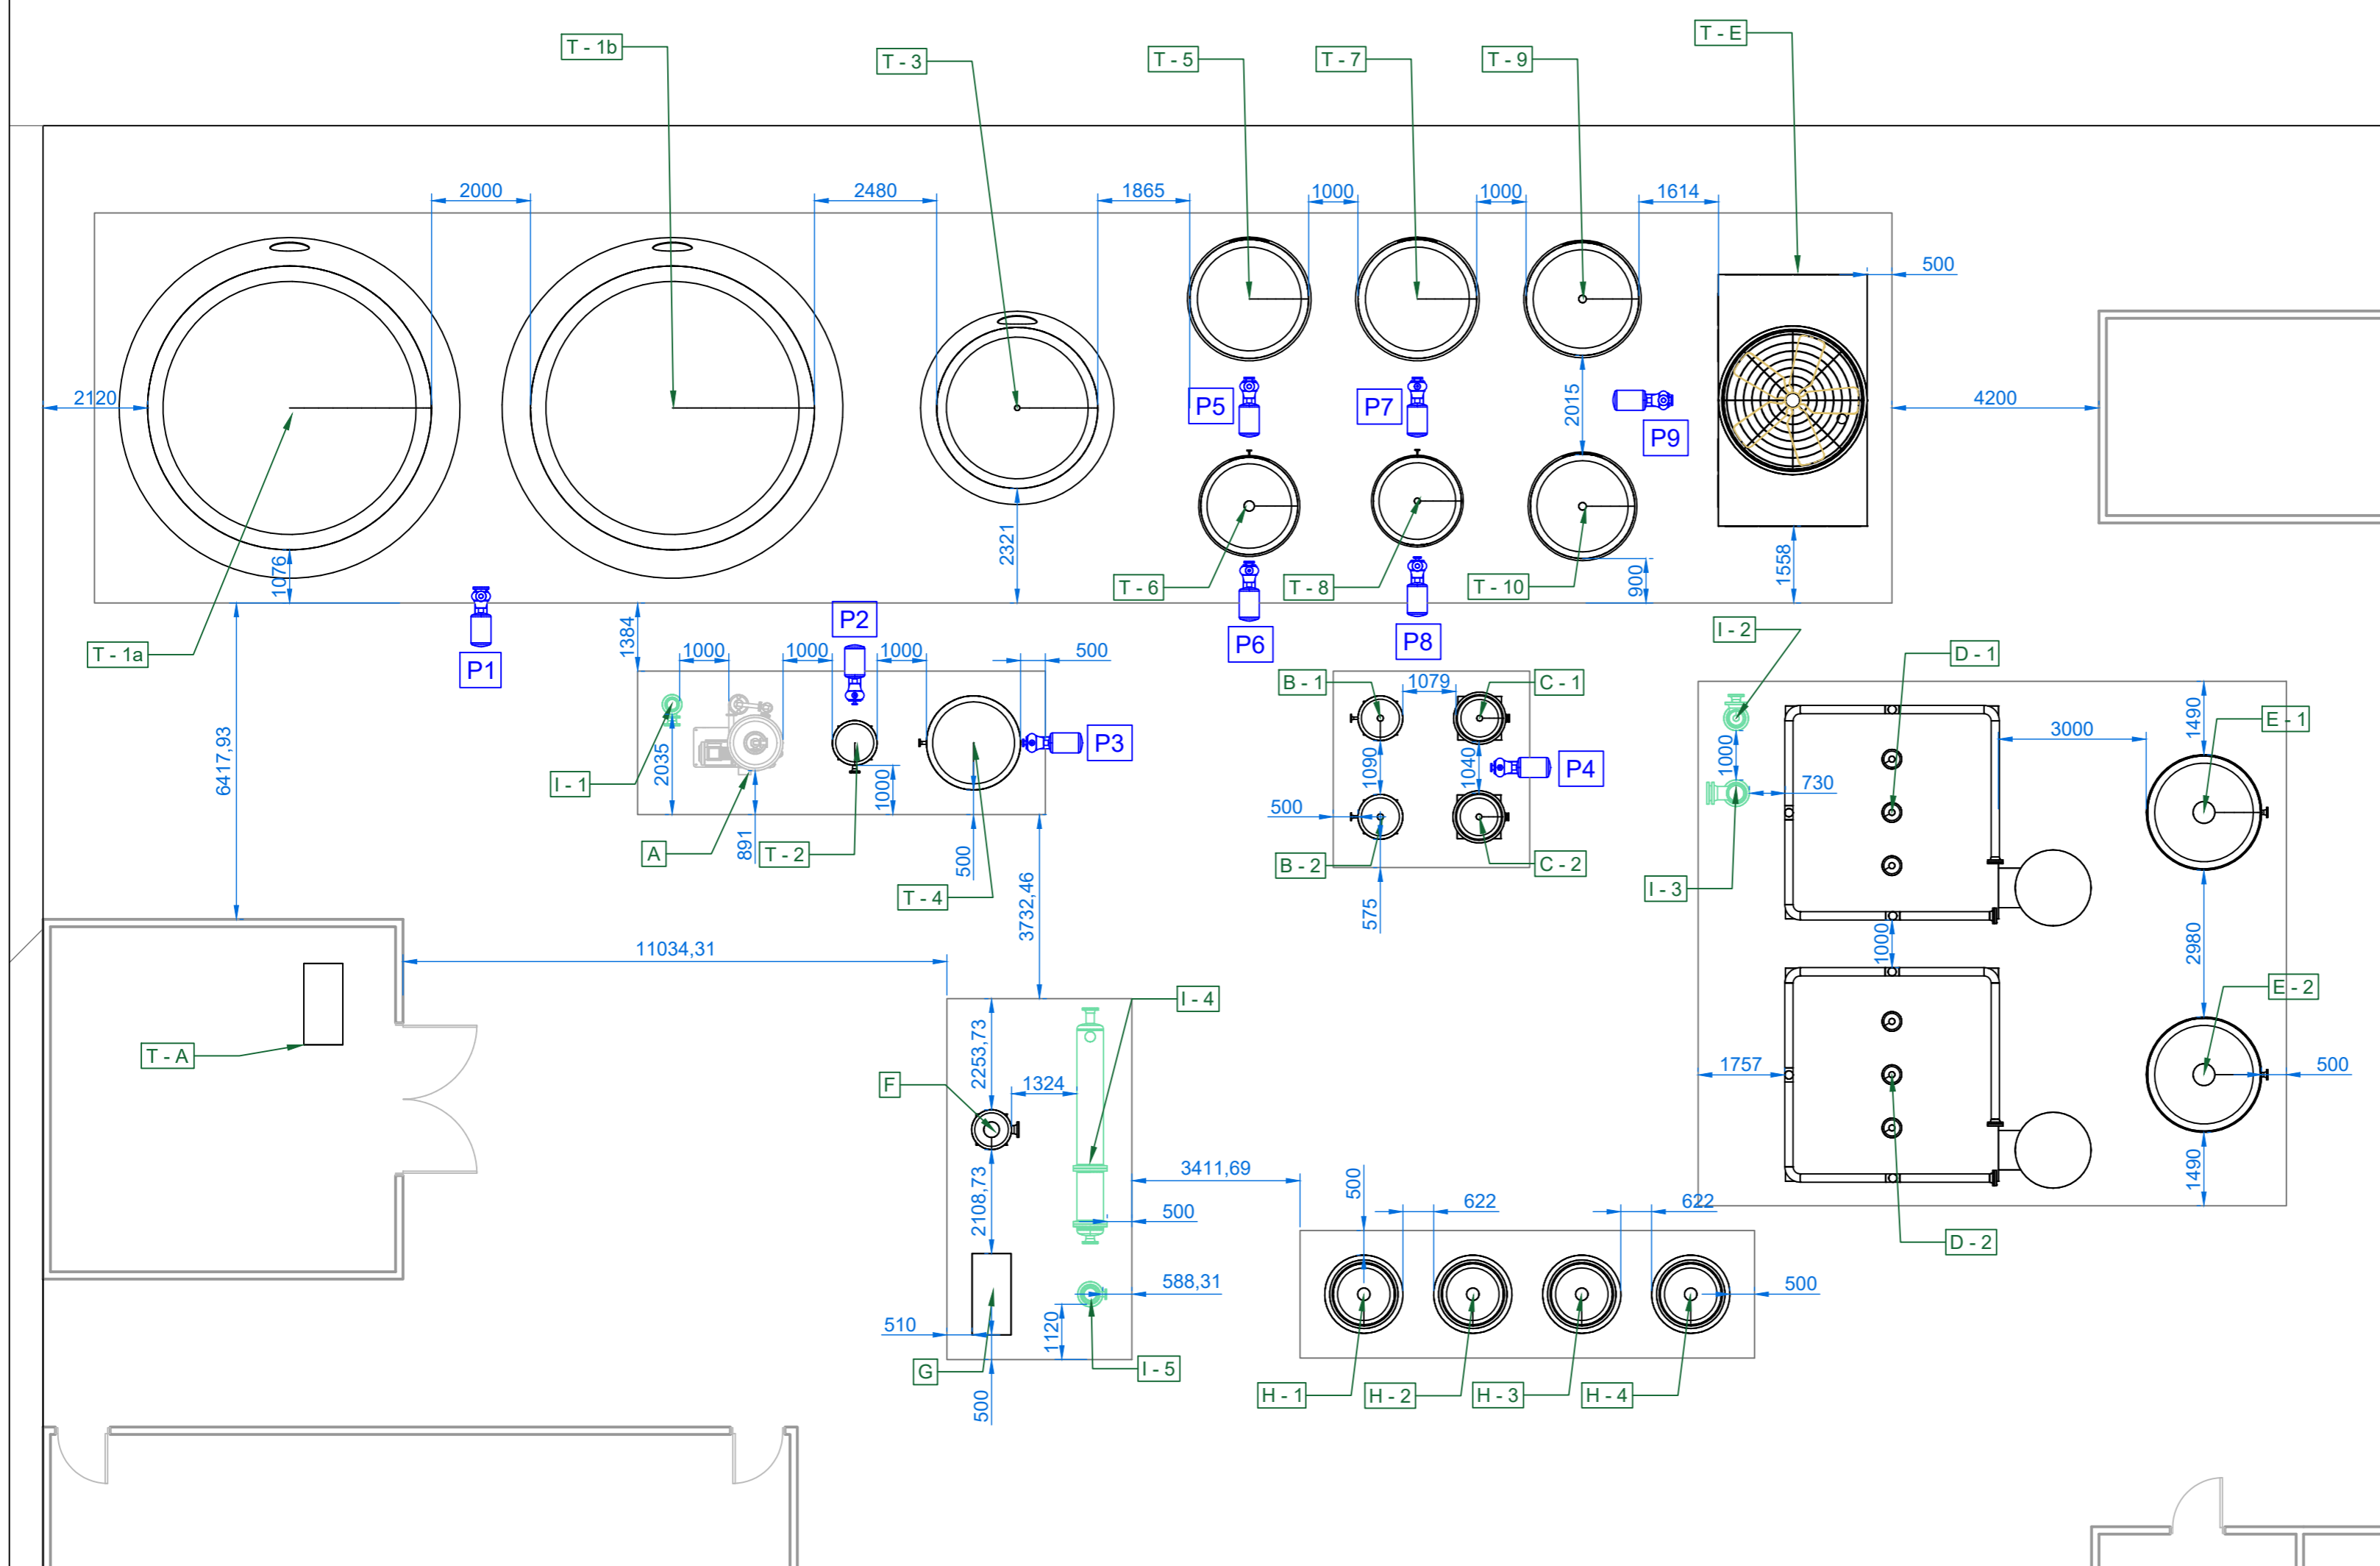 T - E
T - 1b
T - 3
T - 5
T - 7
T - 9
2000
2480
1865
1000
1000
1614
500
2120
P5
P7
2015
P9
4200
1076
2321
T - 6
T - 8
T - 10
900
1558
T - 1a
P1
1384
P2
P6
P8
I - 2
D - 1
1000
1000
1000
500
B - 1
1079
C - 1
1490
E - 1
6417,93
I - 1
2035
P3
1090
1040
P4
1000
730
3000
A
891
T - 2
1000
500
T - 4
500
B - 2
575
C - 2
I - 3
3732,46
11034,31
1000
2980
I - 4
E - 2
T - A
2253,73
F
1324
1757
500
2108,73
3411,69
500
1490
500
622
622
D - 2
588,31
500
510
1120
G
I - 5
500
H - 1
H - 2
H - 3
H - 4